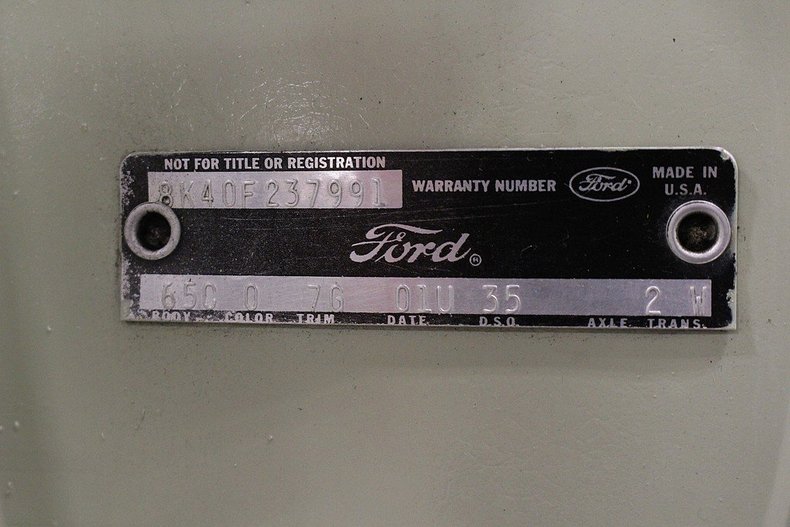 NOT FOR TITLE OR REGISTRATION
8K40F237991 WARRANTY NUMBER Ford MADE IN U.S.A.
Ford ®
65C 0 7G 01U 35 2 W
BODY COLOR TRIM DATE D.S.O. AXLE TRANS.